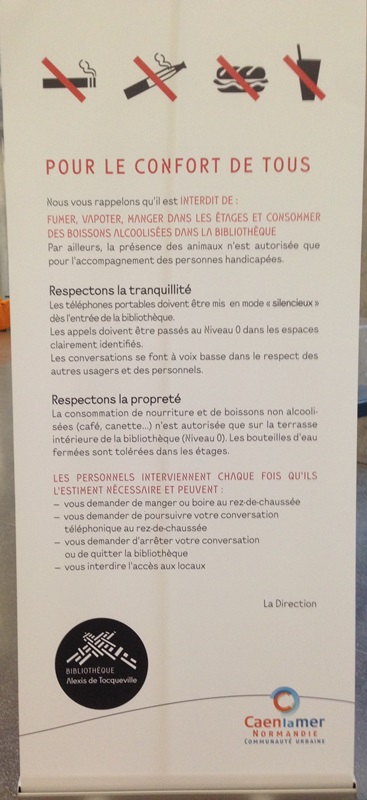 POUR LE CONFORT DE TOUS
Nous vous rappelons qu'il est INTERDIT DE :
FUMER, VAPOTER, MANGER DANS LES ÉTAGES ET CONSOMMER
DES BOISSONS ALCOOLISÉES DANS LA BIBLIOTHÈQUE
Par ailleurs, la présence des animaux n'est autorisée que
pour l'accompagnement des personnes handicapées.
Respectons la tranquillité
Les téléphones portables doivent être mis en mode « silencieux »
dès l'entrée de la bibliothèque.
Les appels doivent être passés au Niveau 0 dans les espaces
clairement identifiés.
Les conversations se font à voix basse dans le respect des
autres usagers et des personnels.
Respectons la propreté
La consommation de nourriture et de boissons non alcooli-
sées (café, canette...) n'est autorisée que sur la terrasse
intérieure de la bibliothèque (Niveau 0). Les bouteilles d'eau
fermées sont tolérées dans les étages.
LES PERSONNELS INTERVIENNENT CHAQUE FOIS QU'ILS
L'ESTIMENT NÉCESSAIRE ET PEUVENT :
– vous demander de manger ou boire au rez-de-chaussée
– vous demander de poursuivre votre conversation
téléphonique au rez-de-chaussée
– vous demander d'arrêter votre conversation
ou de quitter la bibliothèque
– vous interdire l'accès aux locaux
La Direction
BIBLIOTHÈQUE
Alexis de Tocqueville
Caenlamer
NORMANDIE
COMMUNAUTÉ URBAINE